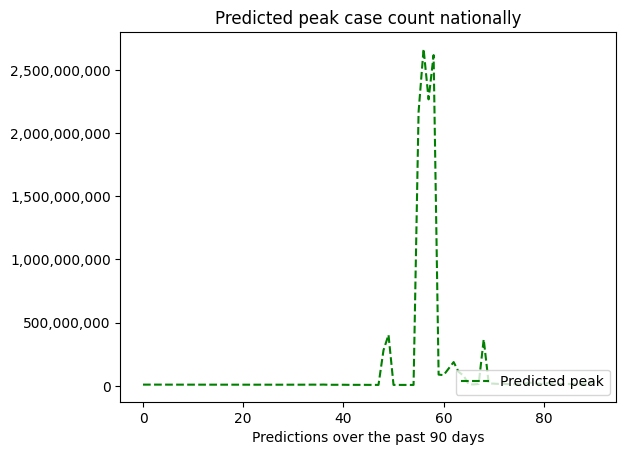 Predicted peak case count nationally
2,500,000,000
2,000,000,000
1,500,000,000
1,000,000,000
500,000,000
0
Predicted peak
0 20 40 60 80
Predictions over the past 90 days